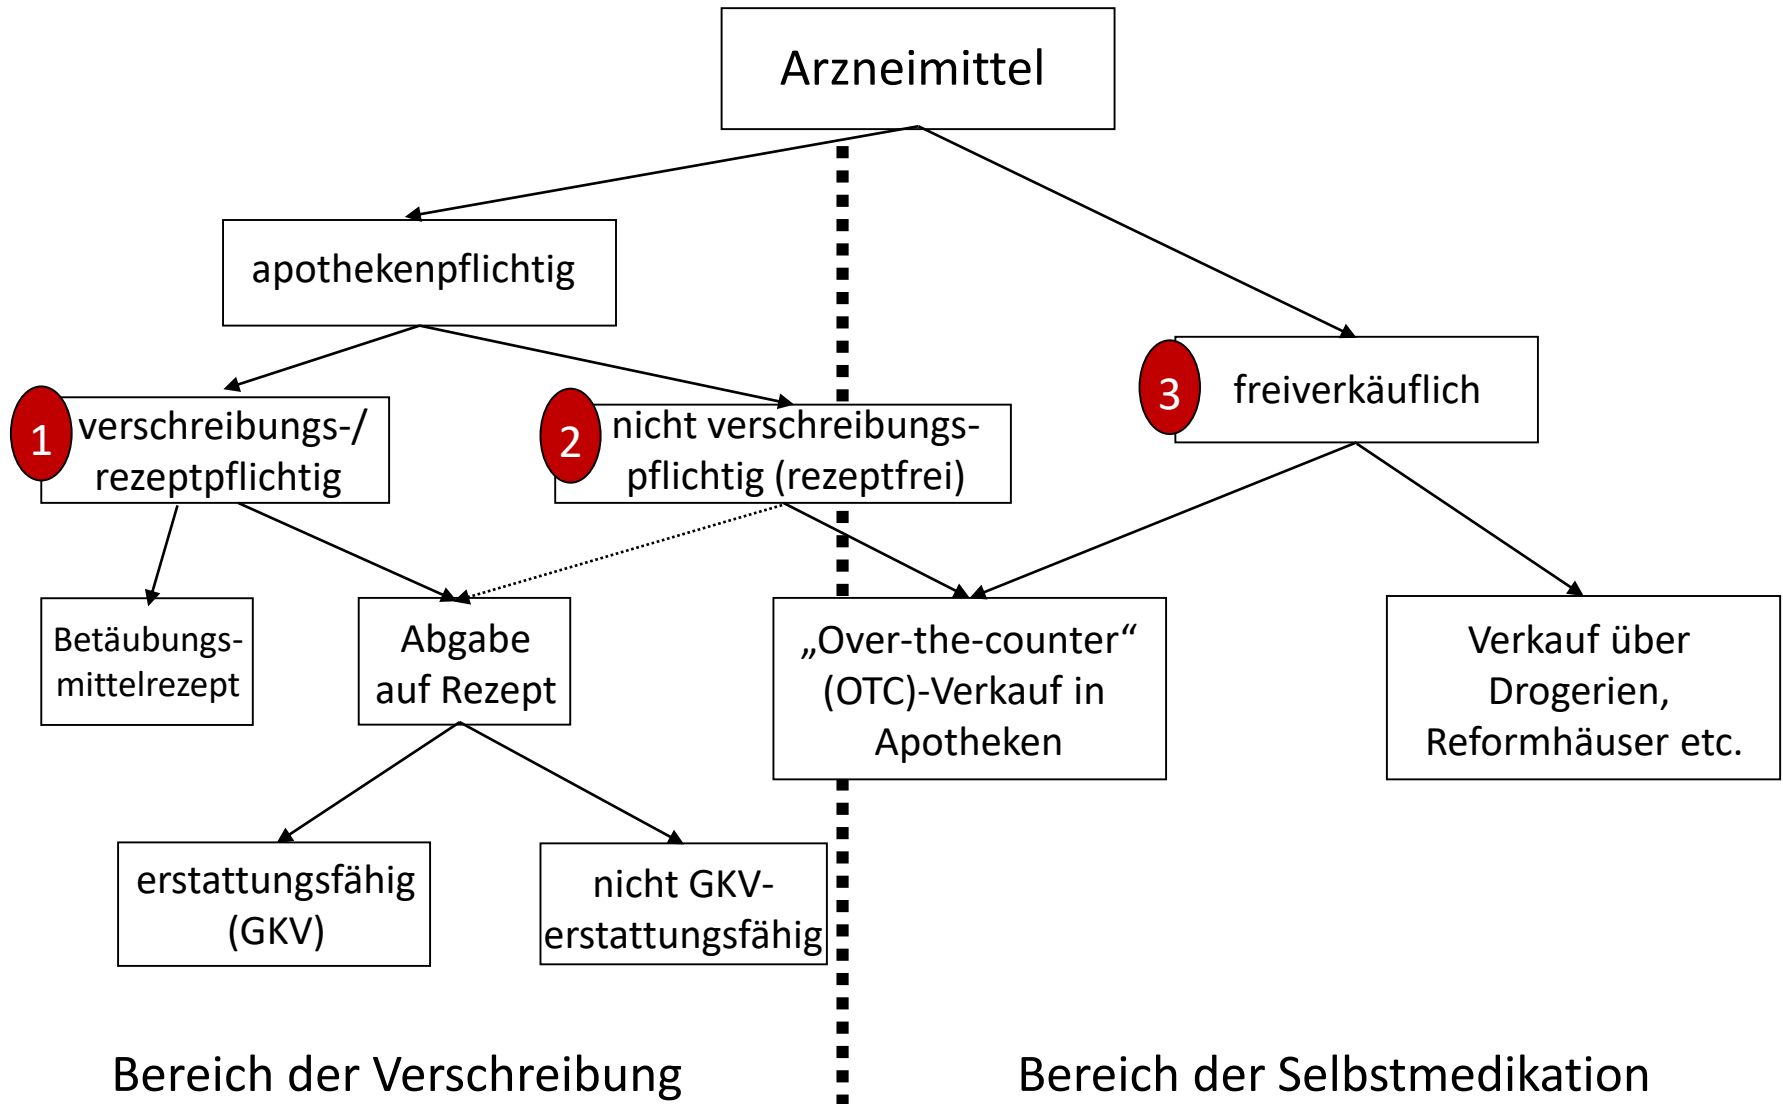 Arzneimittel
apothekenpflichtig
1
verschreibungs-/
rezeptpflichtig
2
nicht verschreibungs-
pflichtig (rezeptfrei)
3
freiverkäuflich
Betäubungs-
mittelrezept
Abgabe
auf Rezept
„Over-the-counter“
(OTC)-Verkauf in
Apotheken
Verkauf über
Drogerien,
Reformhäuser etc.
erstattungsfähig
(GKV)
nicht GKV-
erstattungsfähig
Bereich der Verschreibung
Bereich der Selbstmedikation